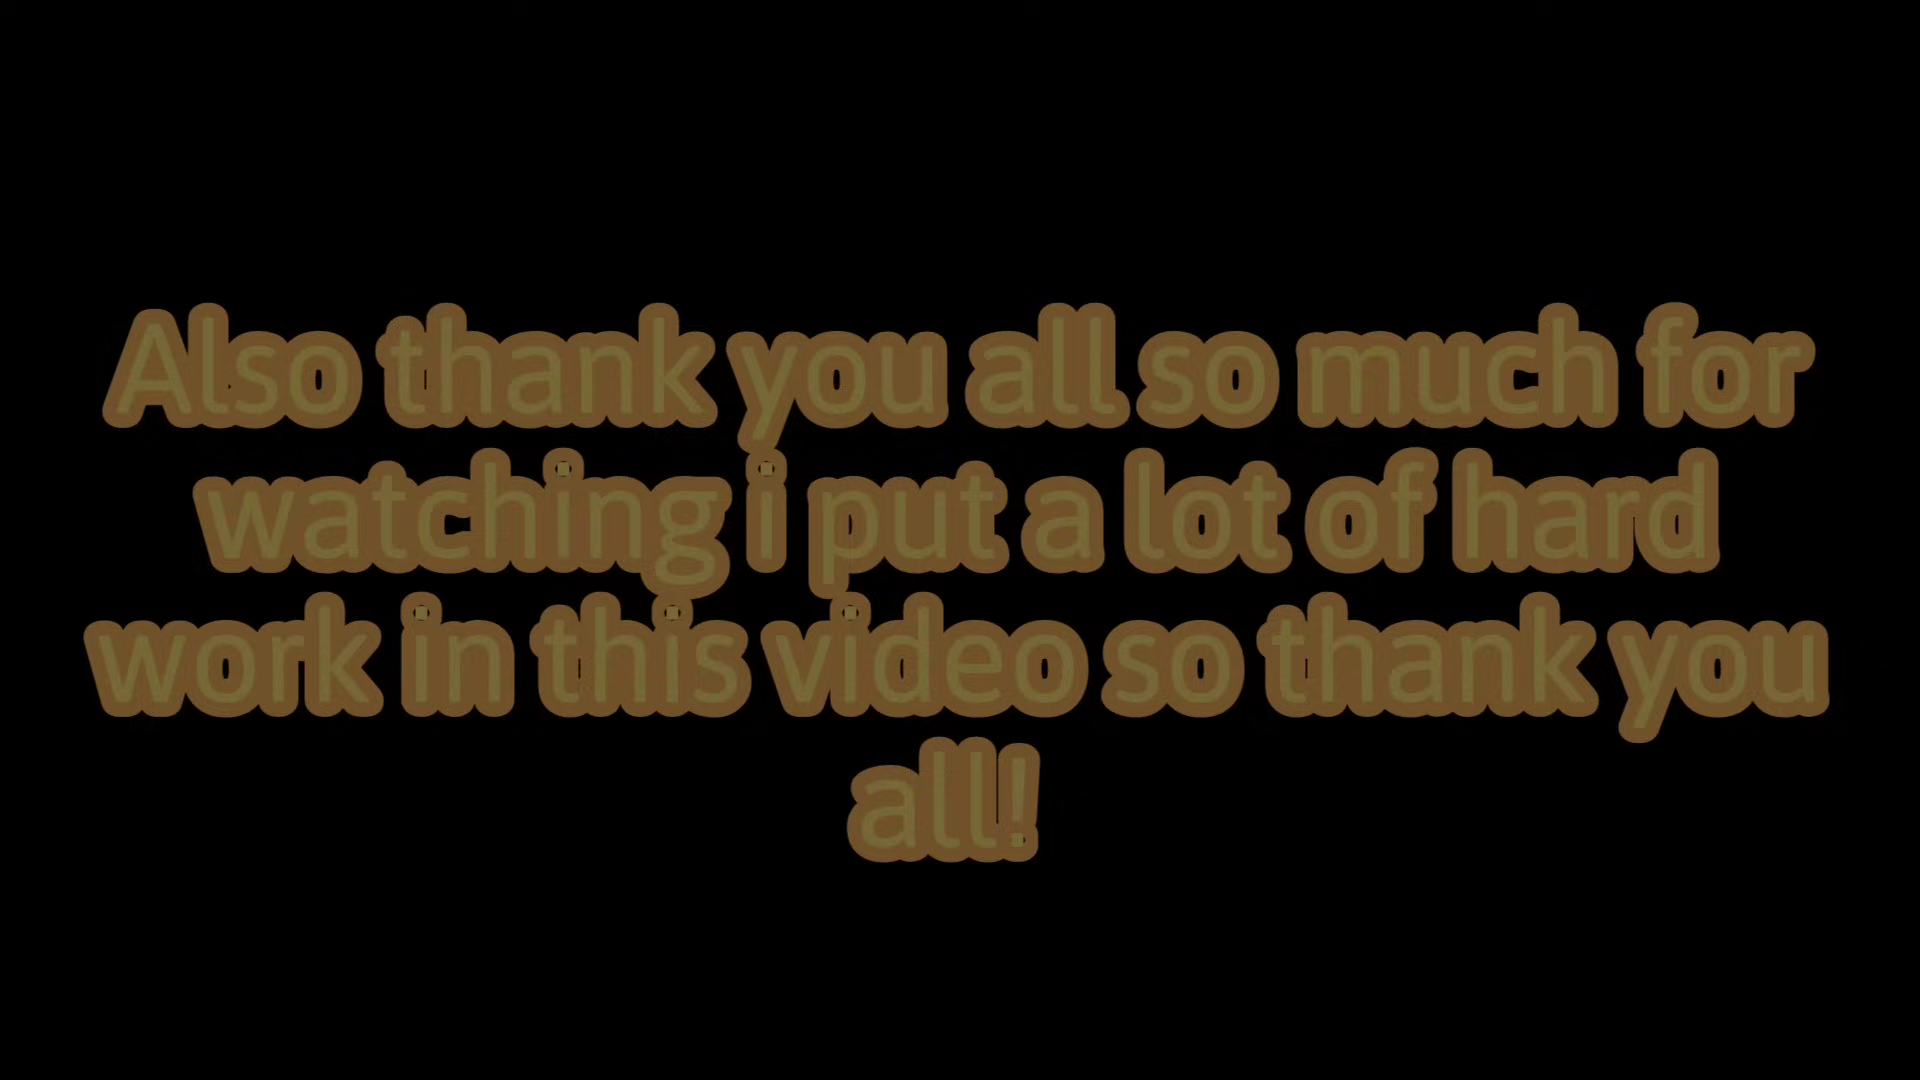 Also thank you all so much for
watching i put a lot of hard
work in this video so thank you
all!